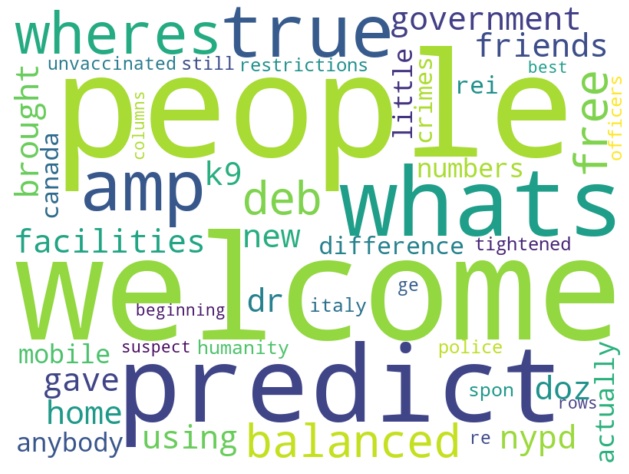 wherestrue
government
friends
unvaccinated still restrictions
best
people
brought
columns
canada
little
crimes
rei
free
officers
amp
k9
deb
whats
numbers
facilities
new
difference
tightened
welcome
beginning
dr
italy
ge
mobile
suspect
humanity
police
gave
predict
home
anybody
using
balanced
spon
doz
rows
re
nypd
actually